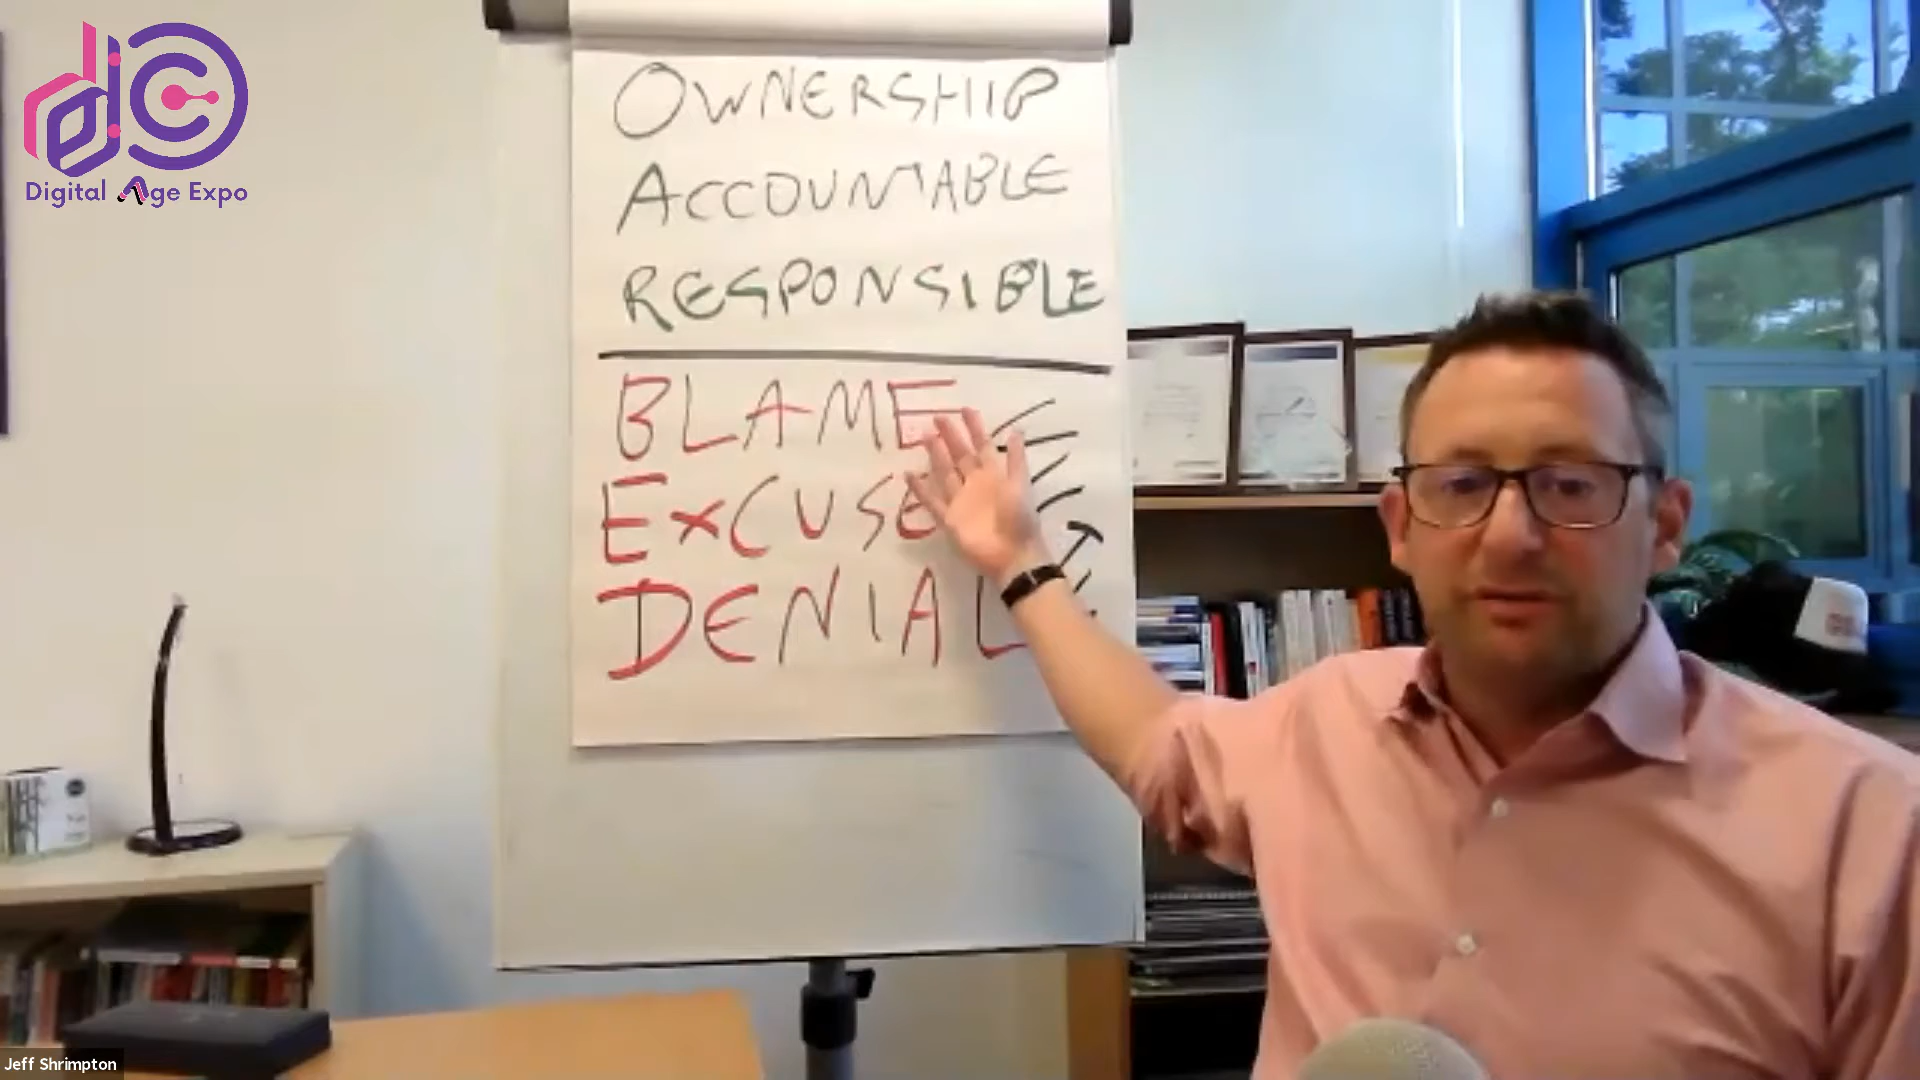 Digital Age Expo
OWNERSHIP
ACCOUNTABLE
RESPONSIBLE
BLAME
EXCUSE
DENIAL
Jeff Shrimpton